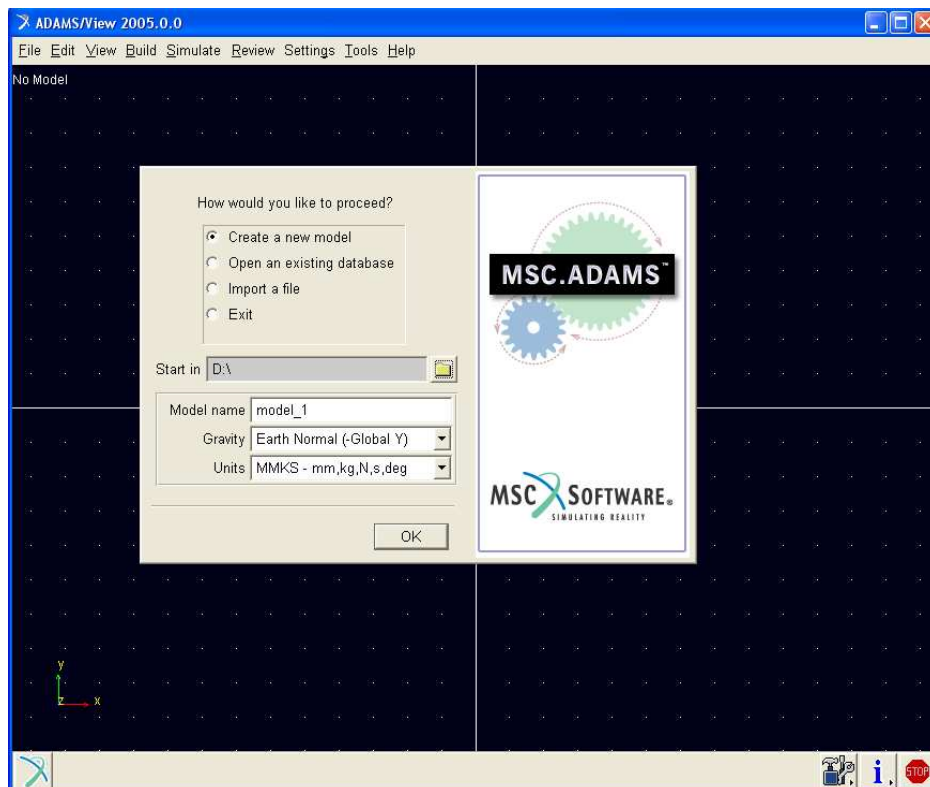 ADAMS/View 2005.0.0
File Edit View Build Simulate Review Settings Tools Help
No Model
How would you like to proceed?
Create a new model
Open an existing database
Import a file
Exit
Start in D:\
Model name model_1
Gravity Earth Normal (-Global Y)
Units MMKS - mm,kg,N,s,deg
OK
MSC.ADAMS™
MSC SOFTWARE®
SIMULATING REALITY
y
z x
i
STOP